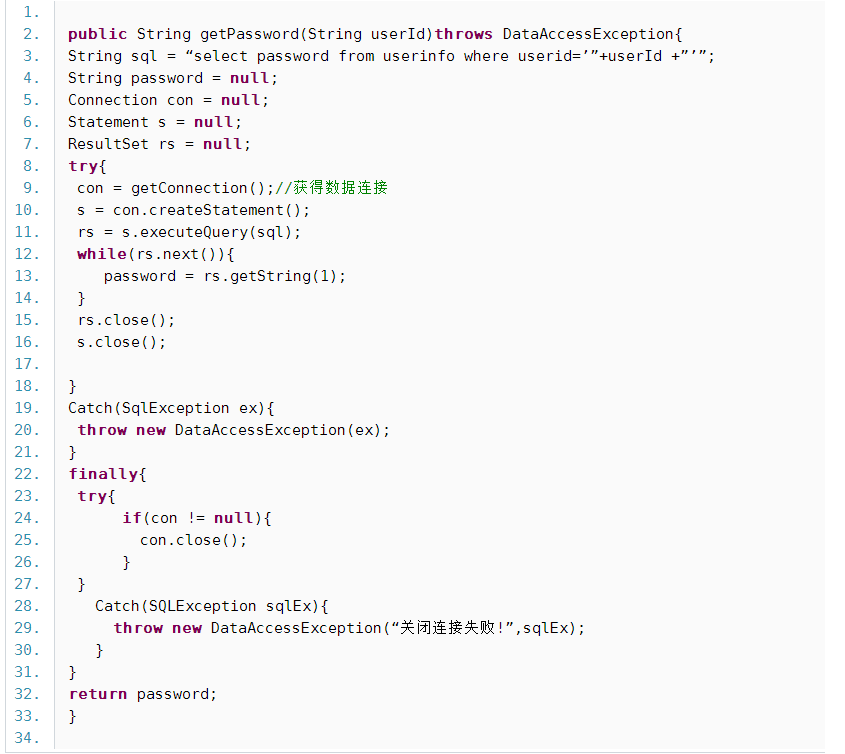 1.
2. public String getPassword(String userId)throws DataAccessException{
3. String sql = “select password from userinfo where userid=’”+userId +”’”;
4. String password = null;
5. Connection con = null;
6. Statement s = null;
7. ResultSet rs = null;
8. try{
9. con = getConnection();//获得数据连接
10. s = con.createStatement();
11. rs = s.executeQuery(sql);
12. while(rs.next()){
13. password = rs.getString(1);
14. }
15. rs.close();
16. s.close();
17.
18. }
19. Catch(SqlException ex){
20. throw new DataAccessException(ex);
21. }
22. finally{
23. try{
24. if(con != null){
25. con.close();
26. }
27. }
28. Catch(SQLException sqlEx){
29. throw new DataAccessException(“关闭连接失败!”,sqlEx);
30. }
31. }
32. return password;
33. }
34.